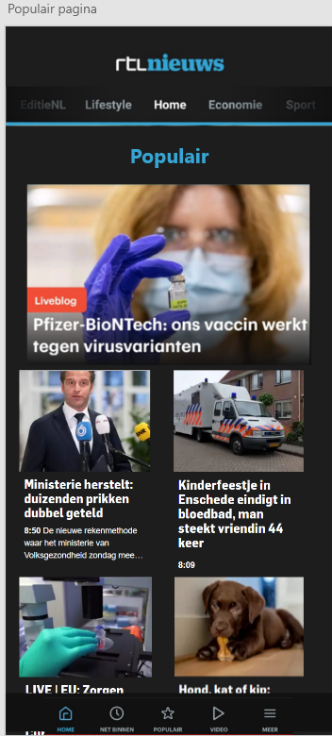 Populair pagina
rtlnieuws
EditieNL Lifestyle Home Economie Sport
Populair
Liveblog
Pfizer-BioNTech: ons vaccin werkt
tegen virusvarianten
Ministerie herstelt:
duizenden prikken
dubbel geteld
8:50 De nieuwe rekenmethode
waar het ministerie van
Volksgezondheid zondag mee...
Kinderfeestje in
Enschede eindigt in
bloedbad, man
steekt vriendin 44
keer
8:09
LIVE | EU: Zorgen
Hond, kat of kip:
HOME NET BINNEN POPULAIR VIDEO MEER